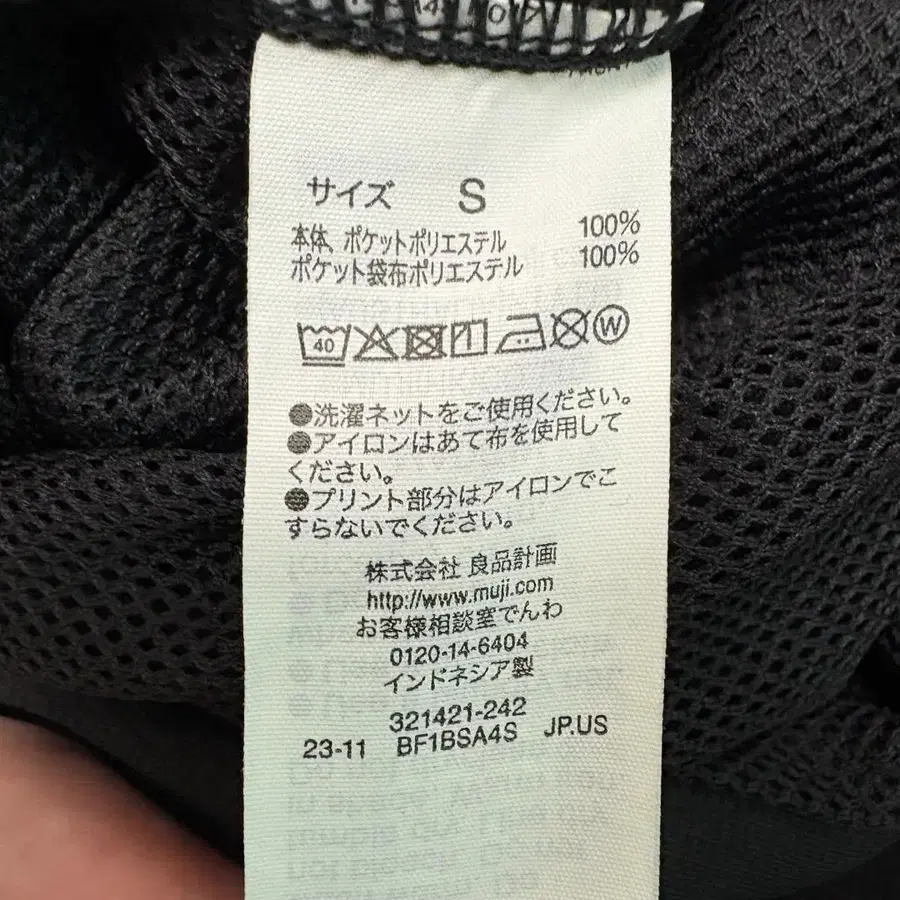 サイズ S
本体、ポケットポリエステル 100%
ポケット袋布ポリエステル 100%
40 W
●洗濯ネットをご使用ください。
●アイロンはあて布を使用して
ください。
●プリント部分はアイロンでこ
すらないでください。
株式会社 良品計画
http://www.muji.com
お客様相談室でんわ
0120-14-6404
インドネシア製
321421-242
23-11 BF1BSA4S JP.US